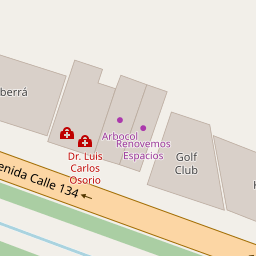 berrá
Arbocol
Renovemos
Espacios
Dr. Luis
Carlos
Osorio
Golf
Club
enida Calle 134